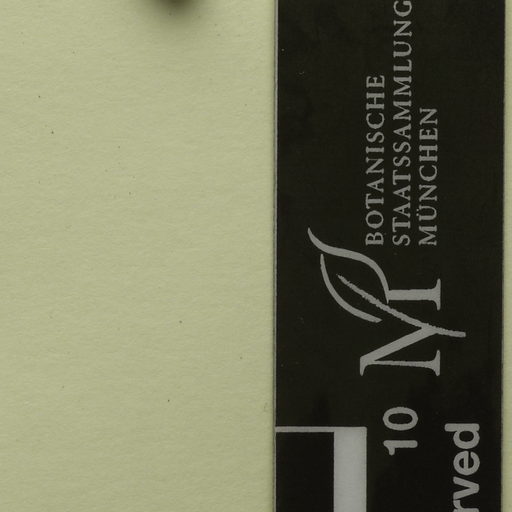 BOTANISCHE
STAATSSAMMLUNG
MÜNCHEN
M
10
rved